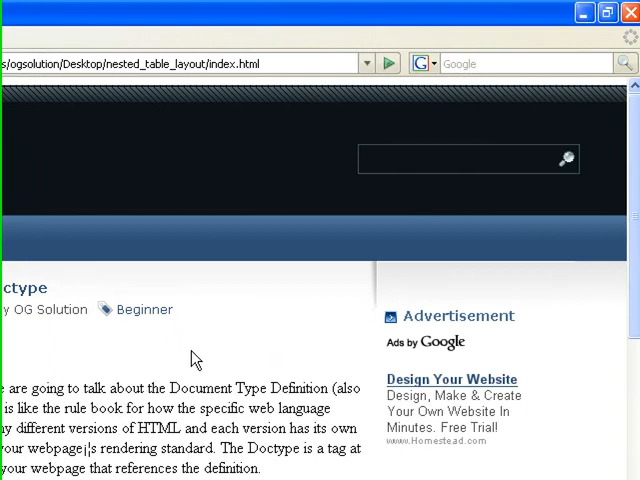 s/ogsolution/Desktop/nested_table_layout/index.html
G Google
ctype
y OG Solution Beginner
Advertisement
Ads by Google
Design Your Website
Design, Make & Create
Your Own Website In
Minutes. Free Trial!
www.Homestead.com
e are going to talk about the Document Type Definition (also
is like the rule book for how the specific web language
ny different versions of HTML and each version has its own
your webpage¡¦s rendering standard. The Doctype is a tag at
your webpage that references the definition.